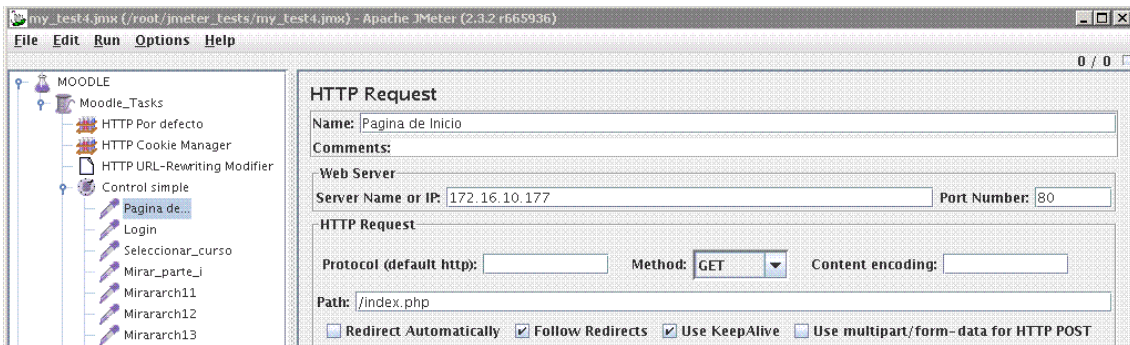 my_test4.jmx (/root/jmeter_tests/my_test4.jmx) - Apache JMeter (2.3.2 r665936)
File Edit Run Options Help
0 / 0
MOODLE
Moodle_Tasks
HTTP Por defecto
HTTP Cookie Manager
HTTP URL-Rewriting Modifier
Control simple
Pagina de...
Login
Seleccionar_curso
Mirar_parte_i
Mirararch11
Mirararch12
Mirararch13
HTTP Request
Name: Pagina de Inicio
Comments:
Web Server
Server Name or IP: 172.16.10.177 Port Number: 80
HTTP Request
Protocol (default http): Method: GET Content encoding:
Path: /index.php
Redirect Automatically Follow Redirects Use KeepAlive Use multipart/form-data for HTTP POST